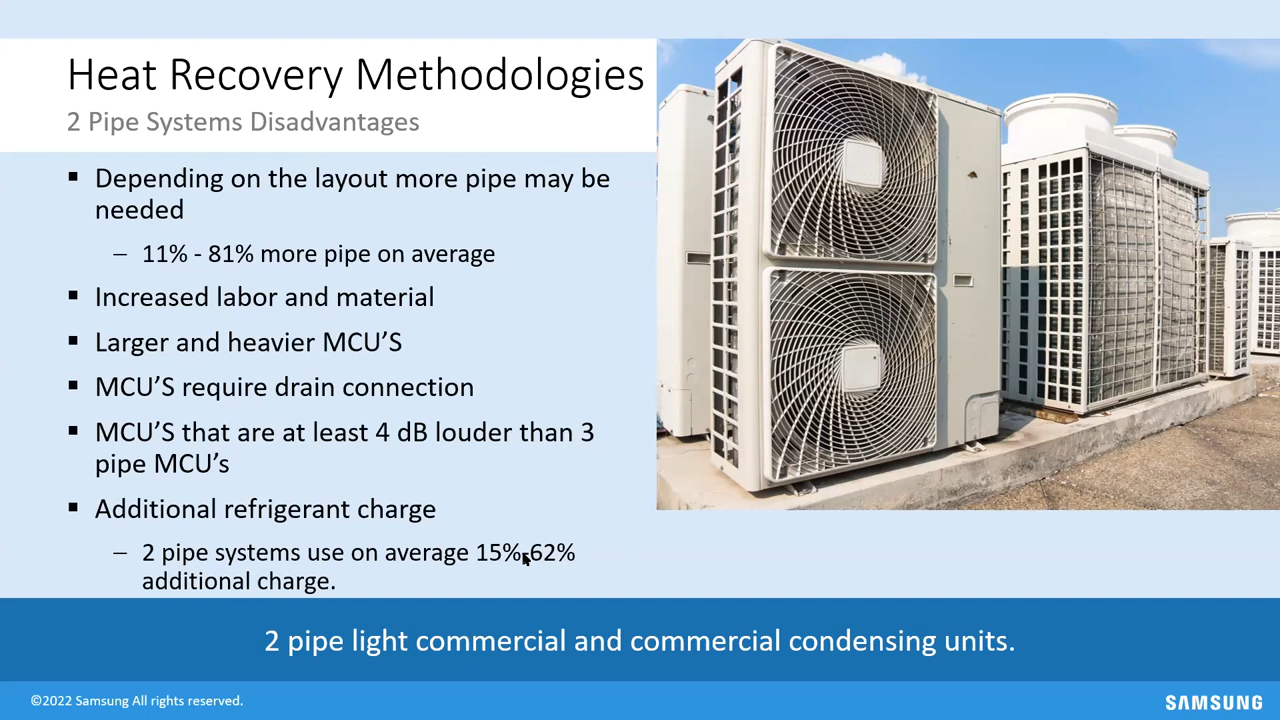 Heat Recovery Methodologies
2 Pipe Systems Disadvantages
▪ Depending on the layout more pipe may be
needed
– 11% - 81% more pipe on average
▪ Increased labor and material
▪ Larger and heavier MCU'S
▪ MCU'S require drain connection
▪ MCU'S that are at least 4 dB louder than 3
pipe MCU's
▪ Additional refrigerant charge
– 2 pipe systems use on average 15%-62%
additional charge.
2 pipe light commercial and commercial condensing units.
©2022 Samsung All rights reserved.
SAMSUNG